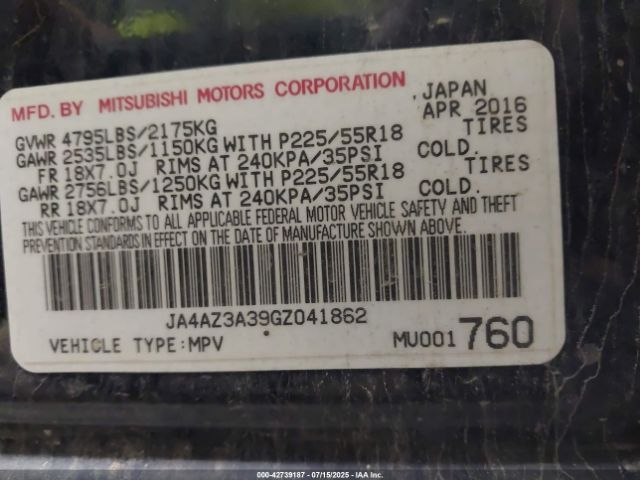 MFD. BY MITSUBISHI MOTORS CORPORATION JAPAN
GVWR 4795LBS/2175KG APR 2016
GAWR 2535LBS/1150KG WITH P225/55R18 TIRES
FR 18X7.0J RIMS AT 240KPA/35PSI COLD.
GAWR 2756LBS/1250KG WITH P225/55R18 TIRES
RR 18X7.0J RIMS AT 240KPA/35PSI COLD.
THIS VEHICLE CONFORMS TO ALL APPLICABLE FEDERAL MOTOR VEHICLE SAFETY AND THEFT
PREVENTION STANDARDS IN EFFECT ON THE DATE OF MANUFACTURE SHOWN ABOVE.
JA4AZ3A39GZ041862
VEHICLE TYPE:MPV MU001 760
000-42739187 07/15/2025 - IAA Inc.